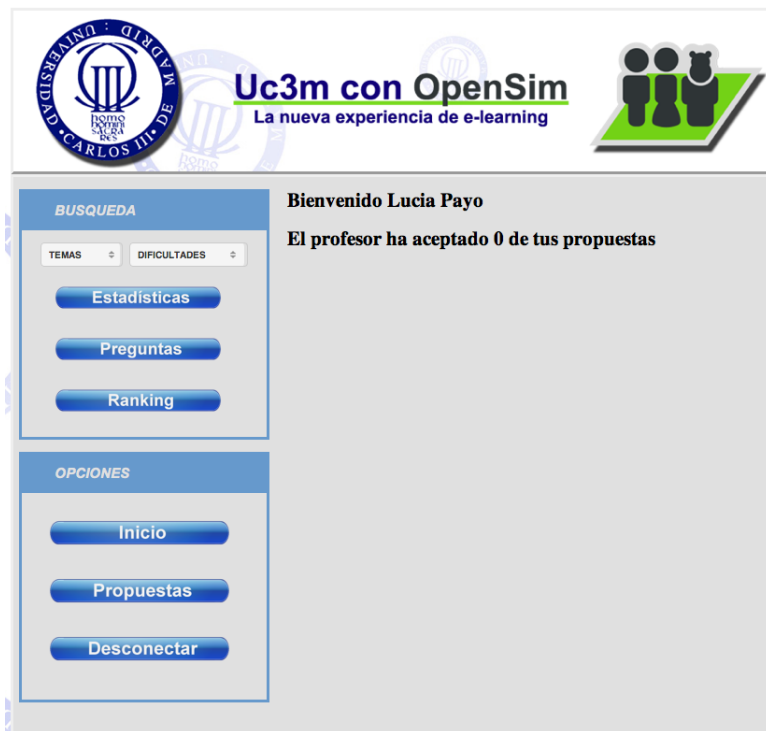 UNIVERSIDAD · CARLOS III · DE MADRID
homo
homini
SACRA
RES
Uc3m con OpenSim
La nueva experiencia de e-learning
BUSQUEDA
TEMAS DIFICULTADES
Estadísticas
Preguntas
Ranking
OPCIONES
Inicio
Propuestas
Desconectar
Bienvenido Lucia Payo
El profesor ha aceptado 0 de tus propuestas